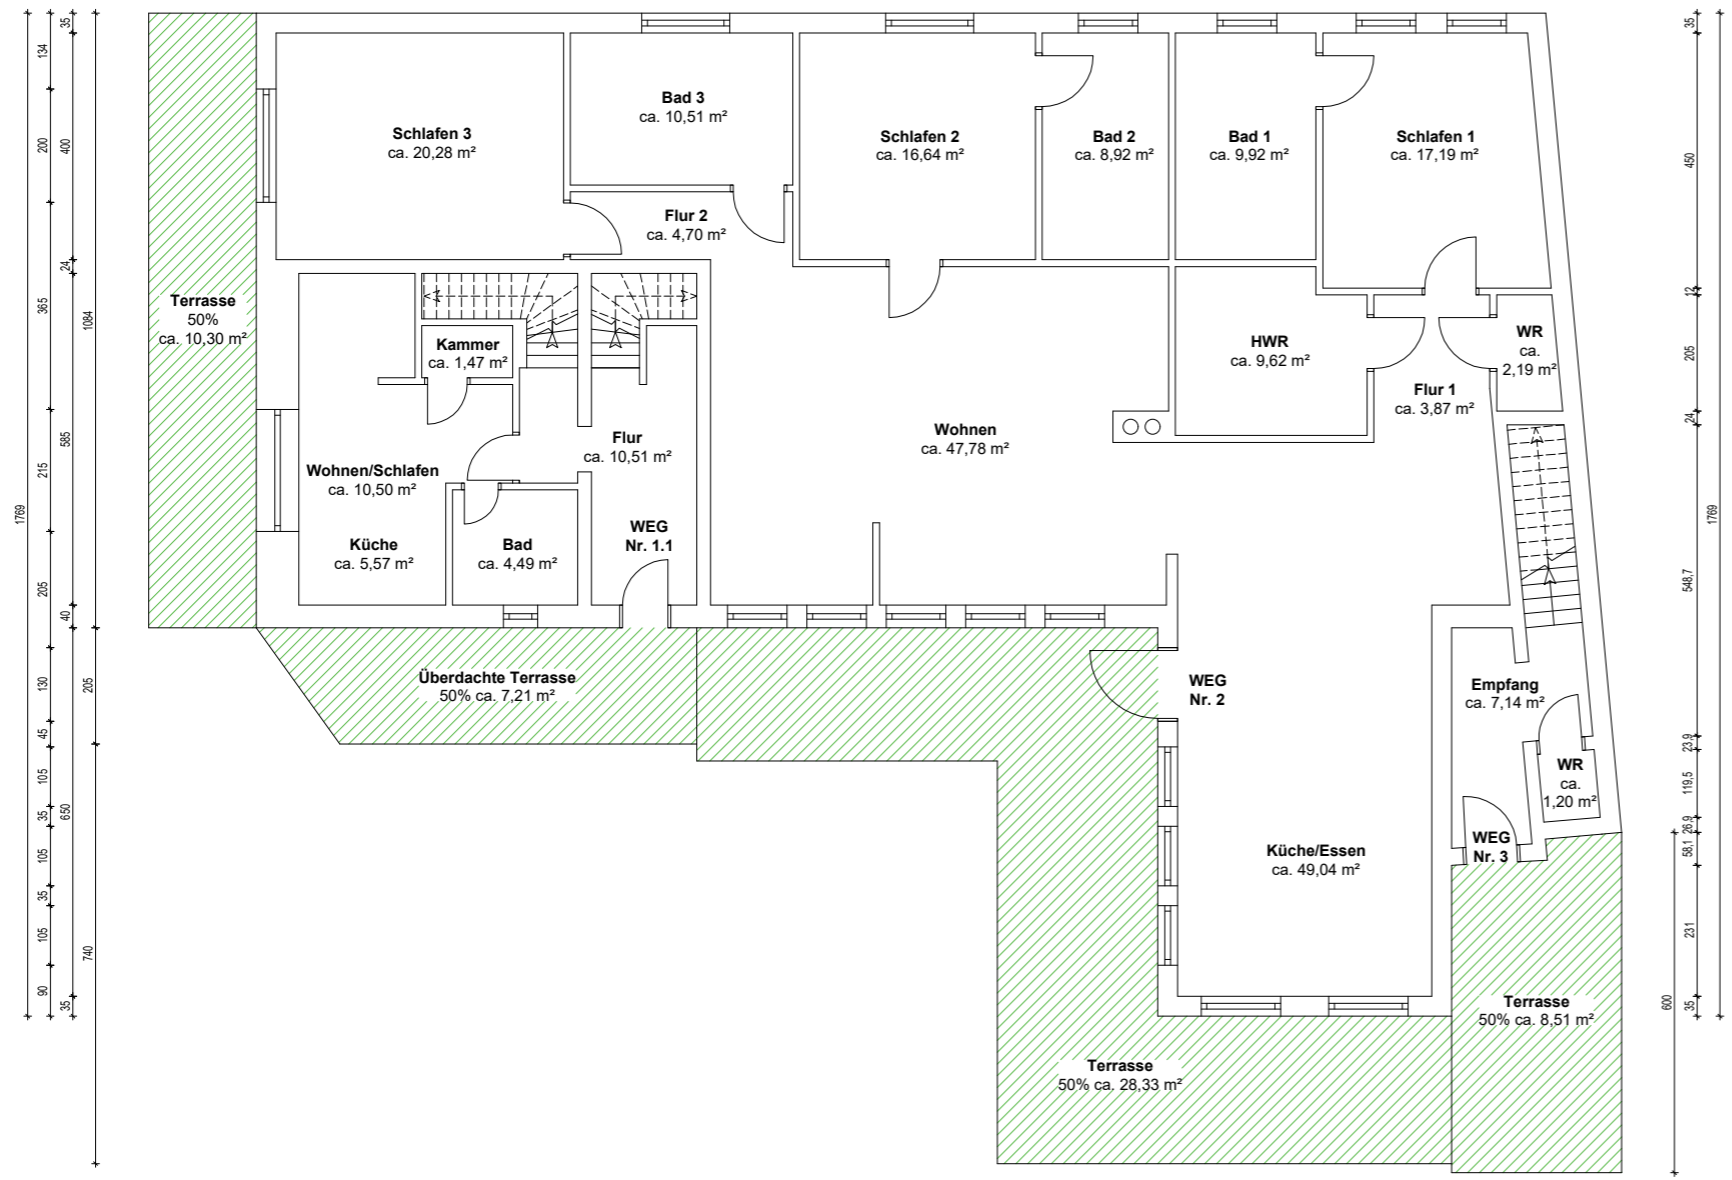 Schlafen 3
ca. 20,28 m²
Bad 3
ca. 10,51 m²
Schlafen 2
ca. 16,64 m²
Bad 2
ca. 8,92 m²
Bad 1
ca. 9,92 m²
Schlafen 1
ca. 17,19 m²
Flur 2
ca. 4,70 m²
Terrasse
50%
ca. 10,30 m²
Kammer
ca. 1,47 m²
HWR
ca. 9,62 m²
WR
ca.
2,19 m²
Flur 1
ca. 3,87 m²
Wohnen
ca. 47,78 m²
Flur
ca. 10,51 m²
Wohnen/Schlafen
ca. 10,50 m²
WEG
Nr. 1.1
Küche
ca. 5,57 m²
Bad
ca. 4,49 m²
Überdachte Terrasse
50% ca. 7,21 m²
WEG
Nr. 2
Empfang
ca. 7,14 m²
WR
ca.
1,20 m²
WEG
Nr. 3
Küche/Essen
ca. 49,04 m²
Terrasse
50% ca. 8,51 m²
Terrasse
50% ca. 28,33 m²
1769
134
200
365
215
205
130
45
105
35
105
35
105
90
35
400
24
585
40
650
35
1084
205
740
35
450
12
205
24
548,7
23,9
119,5
26,9
58,1
231
35
600
1769